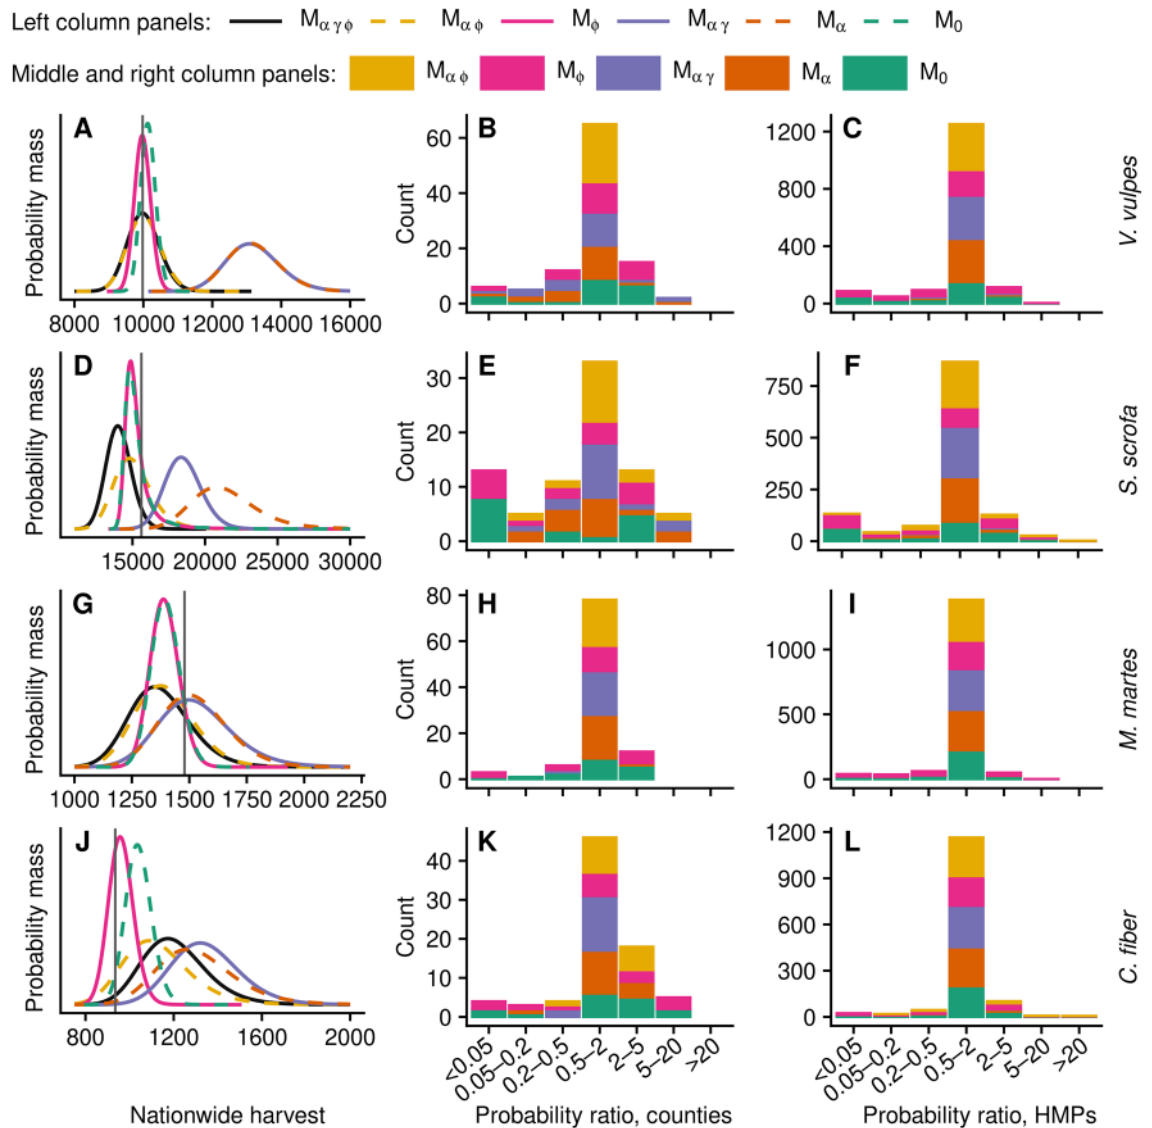 Left column panels: Mαγϕ Mαϕ Mϕ Mαγ Mα M0
Middle and right column panels: Mαϕ Mϕ Mαγ Mα M0
A
Probability mass
8000 10000 12000 14000 16000
B
Count
60
40
20
0
C
1200
800
400
0
V. vulpes
D
Probability mass
15000 20000 25000 30000
E
Count
30
20
10
0
F
750
500
250
0
S. scrofa
G
Probability mass
1000 1250 1500 1750 2000 2250
H
Count
80
60
40
20
0
I
1000
500
0
M. martes
J
Probability mass
800 1200 1600 2000
Nationwide harvest
K
Count
40
30
20
10
0
<0.05 0.05–0.2 0.2–0.5 0.5–2 2–5 5–20 >20
Probability ratio, counties
L
1200
900
600
300
0
<0.05 0.05–0.2 0.2–0.5 0.5–2 2–5 5–20 >20
Probability ratio, HMPs
C. fiber